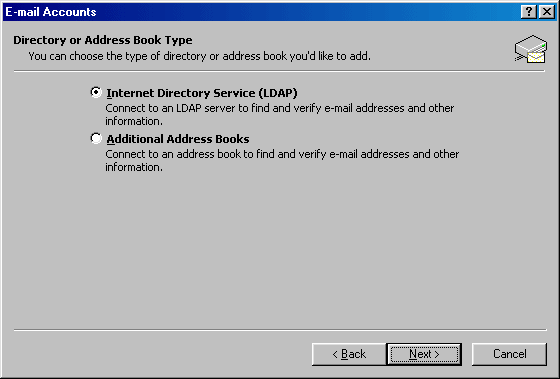 E-mail Accounts
Directory or Address Book Type
You can choose the type of directory or address book you'd like to add.
Internet Directory Service (LDAP)
Connect to an LDAP server to find and verify e-mail addresses and other
information.
Additional Address Books
Connect to an address book to find and verify e-mail addresses and other
information.
< Back Next > Cancel